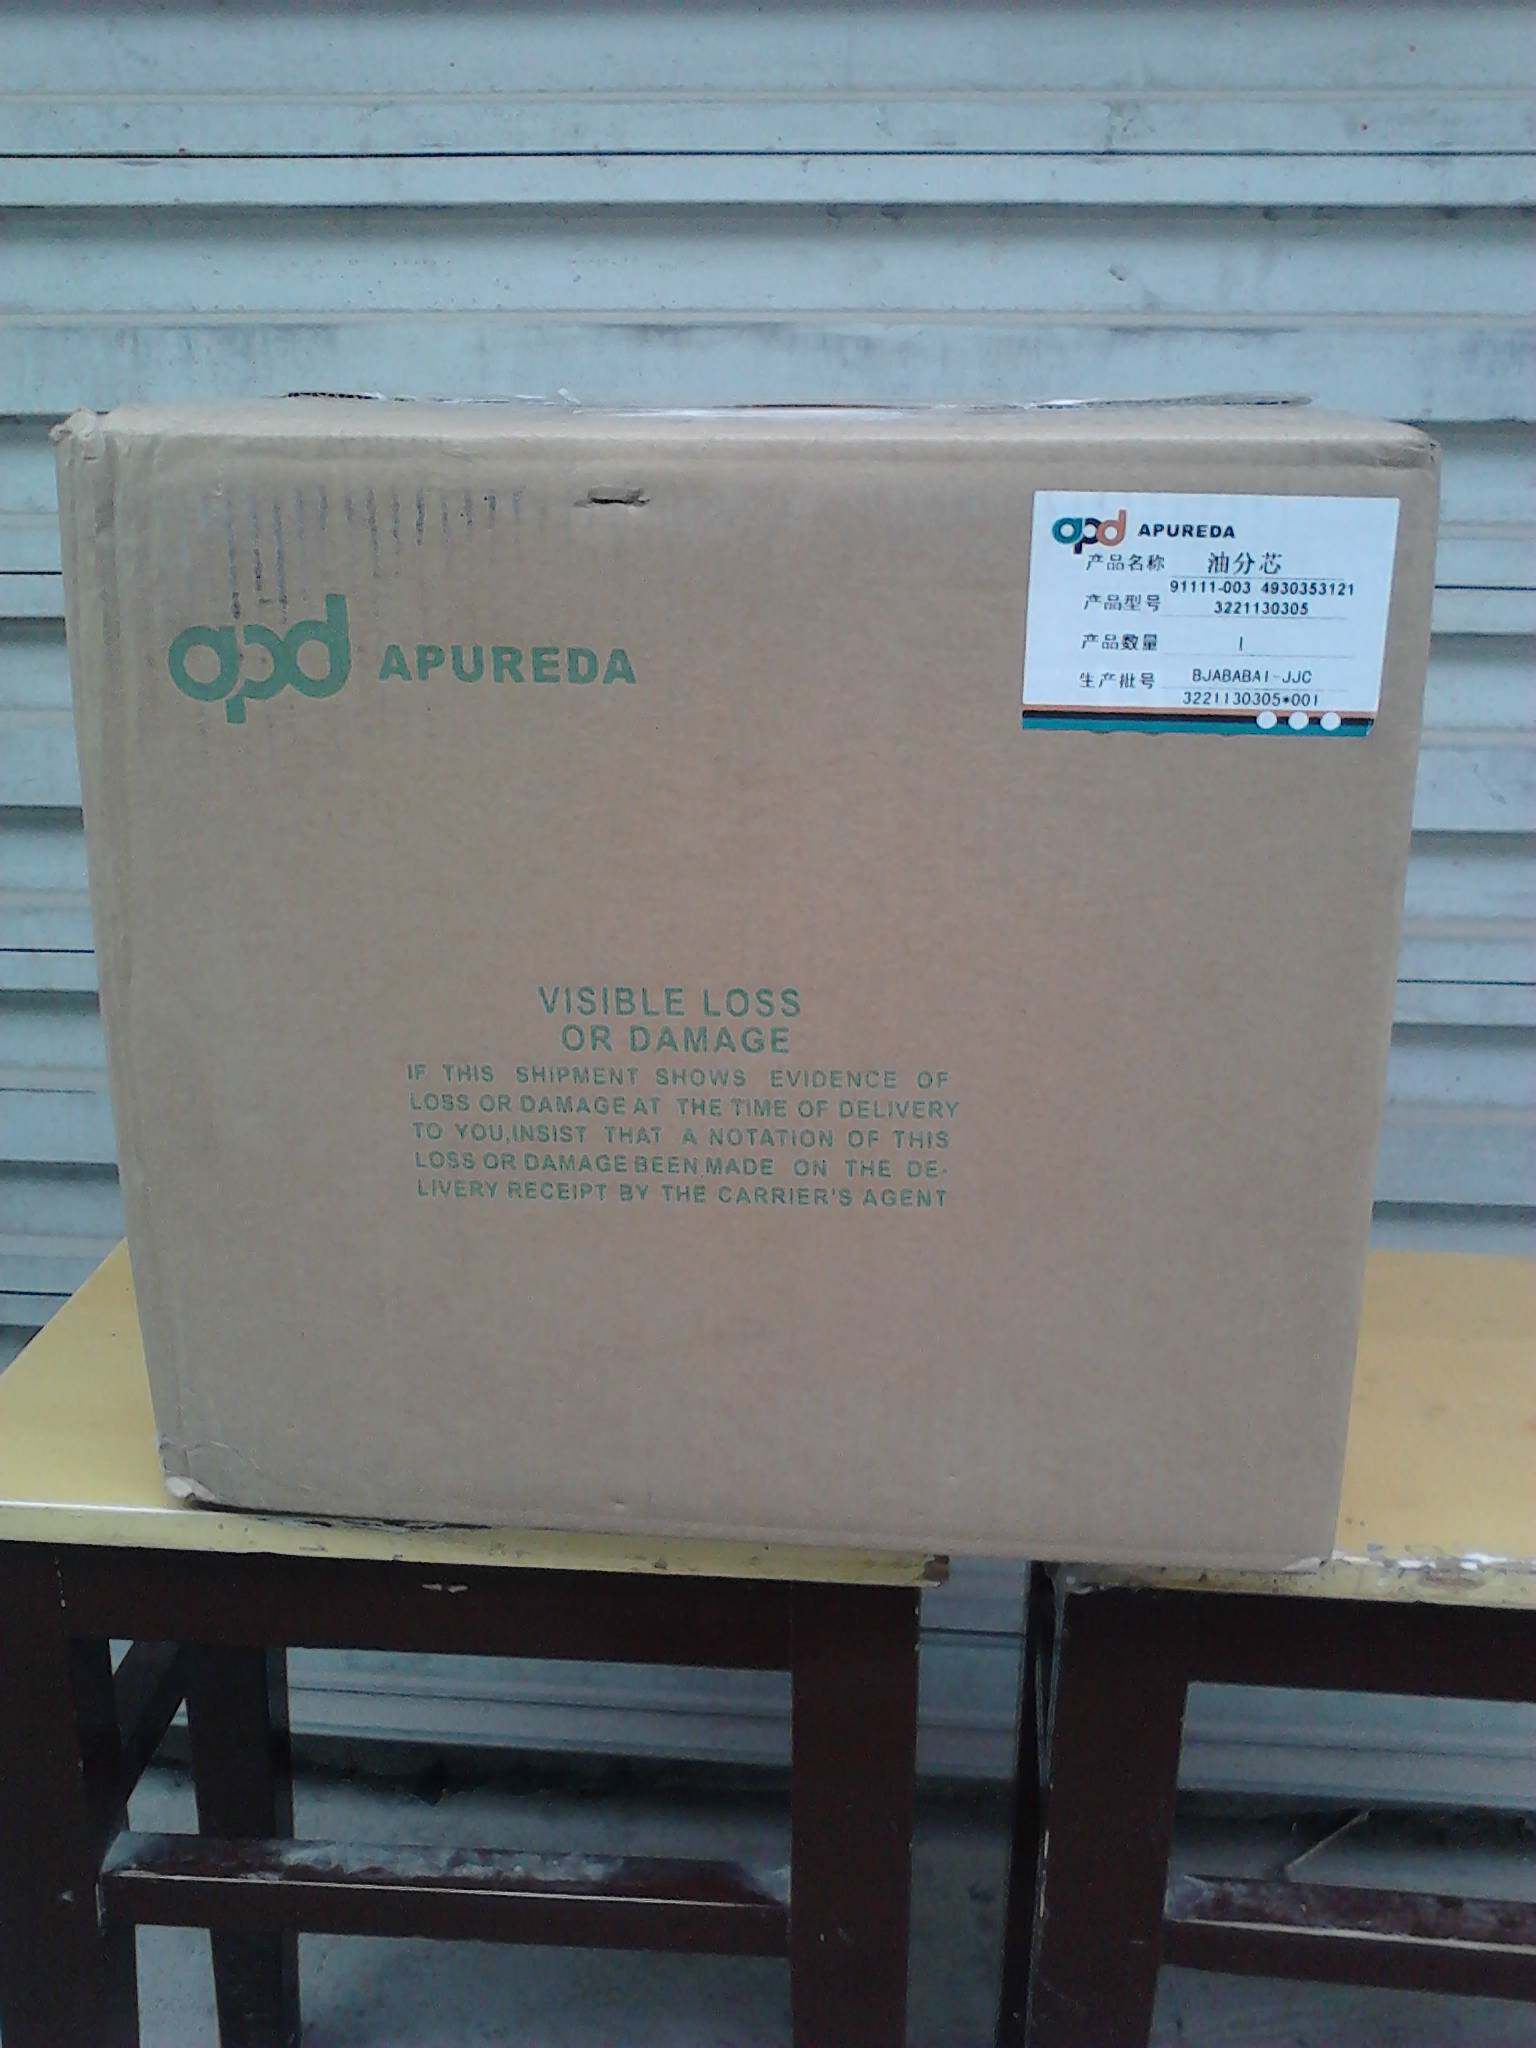 apd APUREDA
产品名称 油分芯
91111-003 4930353121
产品型号 3221130305
产品数量 1
生产批号 BJABABA1-JJC
3221130305*001
apd APUREDA
VISIBLE LOSS
OR DAMAGE
IF THIS SHIPMENT SHOWS EVIDENCE OF
LOSS OR DAMAGE AT THE TIME OF DELIVERY
TO YOU,INSIST THAT A NOTATION OF THIS
LOSS OR DAMAGE BEEN MADE ON THE DE-
LIVERY RECEIPT BY THE CARRIER'S AGENT